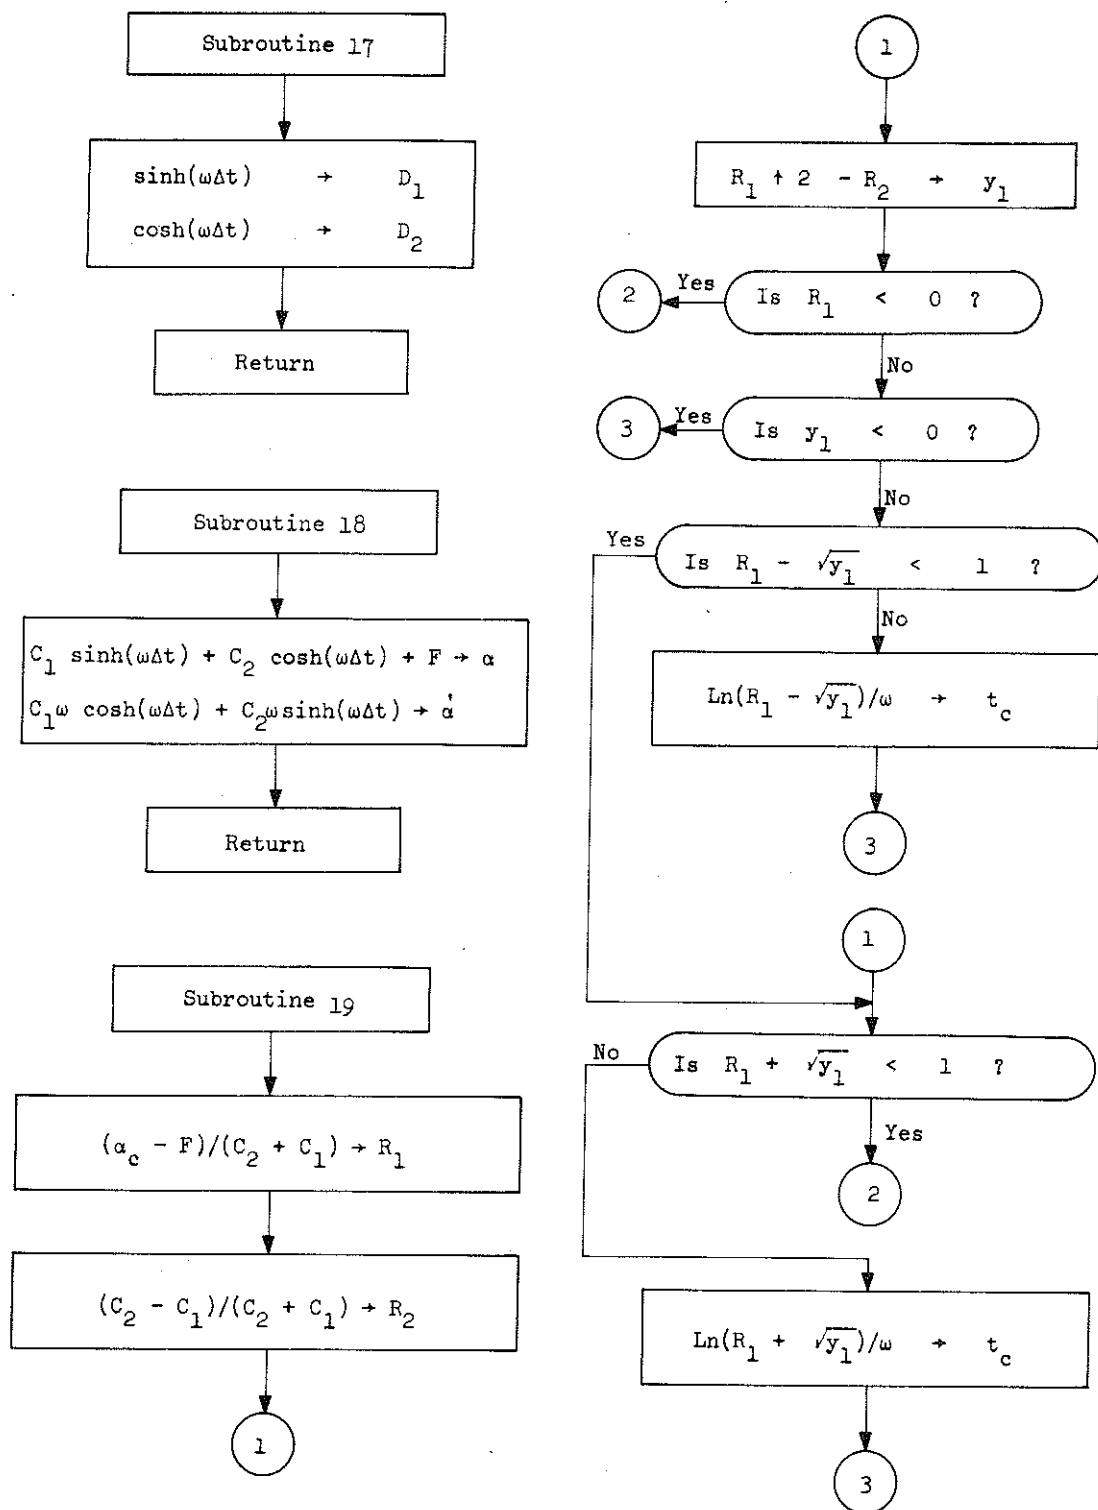 Subroutine 17
sinh(ωΔt) → D₁
cosh(ωΔt) → D₂
Return
Subroutine 18
C₁ sinh(ωΔt) + C₂ cosh(ωΔt) + F → α
C₁ω cosh(ωΔt) + C₂ω sinh(ωΔt) → α̇
Return
Subroutine 19
(α_c - F)/(C₂ + C₁) → R₁
(C₂ - C₁)/(C₂ + C₁) → R₂
1
1
R₁ ↑ 2 - R₂ → y₁
2
Yes
Is R₁ < 0 ?
No
3
Yes
Is y₁ < 0 ?
No
Yes
Is R₁ - √y₁ < 1 ?
No
Ln(R₁ - √y₁)/ω → t_c
3
1
No
Is R₁ + √y₁ < 1 ?
Yes
2
Ln(R₁ + √y₁)/ω → t_c
3